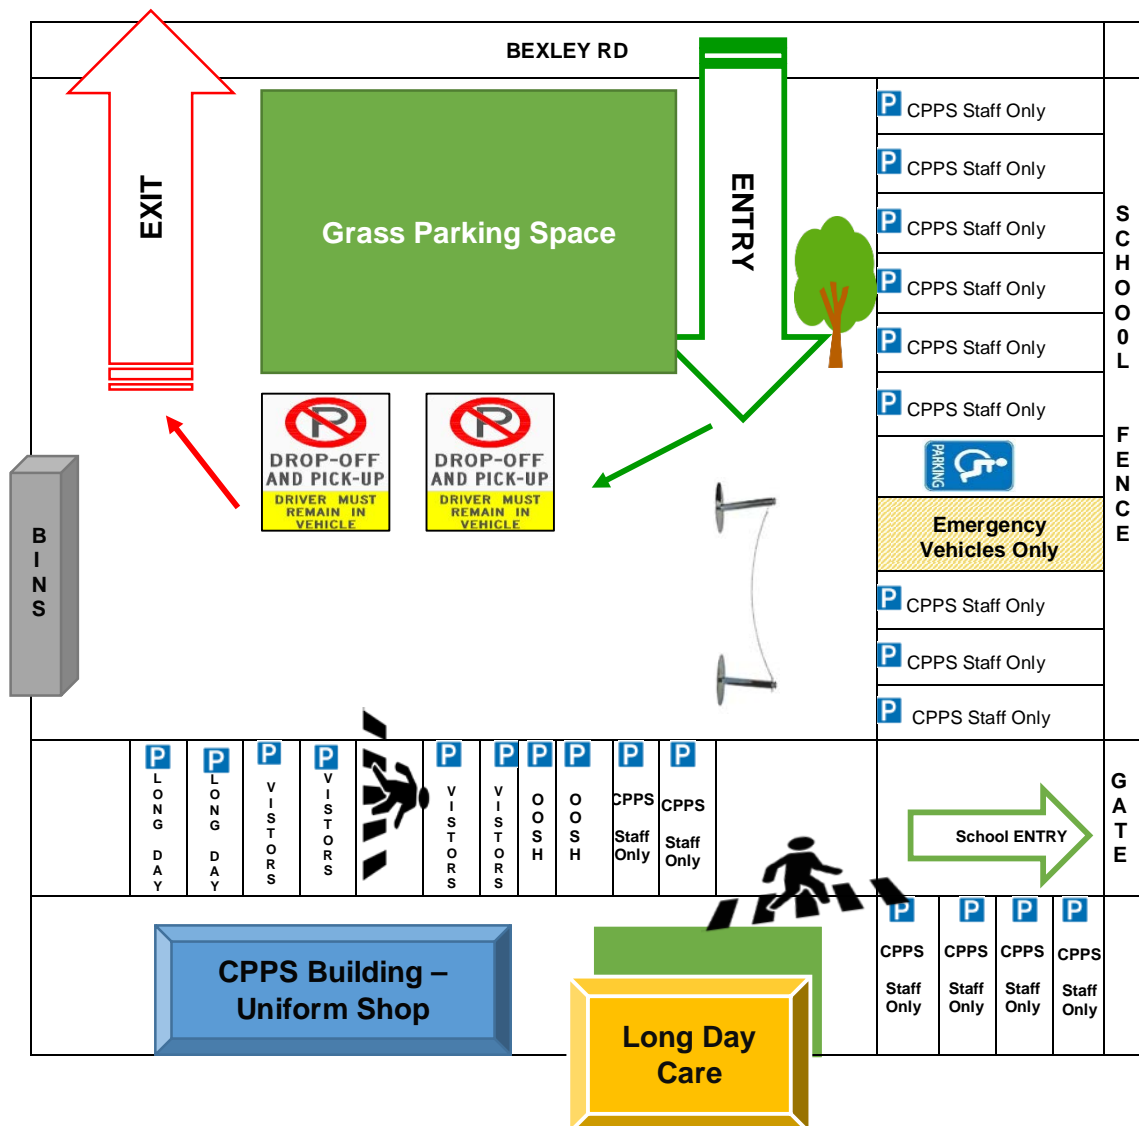 BEXLEY RD
EXIT
ENTRY
Grass Parking Space
P CPPS Staff Only
P CPPS Staff Only
P CPPS Staff Only
P CPPS Staff Only
P CPPS Staff Only
P CPPS Staff Only
PARKING
Emergency
Vehicles Only
P CPPS Staff Only
P CPPS Staff Only
P CPPS Staff Only
SCHOO0L FENCE
P
DROP-OFF
AND PICK-UP
DRIVER MUST
REMAIN IN
VEHICLE
P
DROP-OFF
AND PICK-UP
DRIVER MUST
REMAIN IN
VEHICLE
BINS
P
LONG DAY
P
LONG DAY
P
VISTORS
P
VISTORS
P
VISTORS
P
VISTORS
P
OOSH
P
OOSH
P
CPPS
Staff
Only
P
CPPS
Staff
Only
School ENTRY
GATE
P
CPPS
Staff
Only
P
CPPS
Staff
Only
P
CPPS
Staff
Only
P
CPPS
Staff
Only
CPPS Building –
Uniform Shop
Long Day
Care